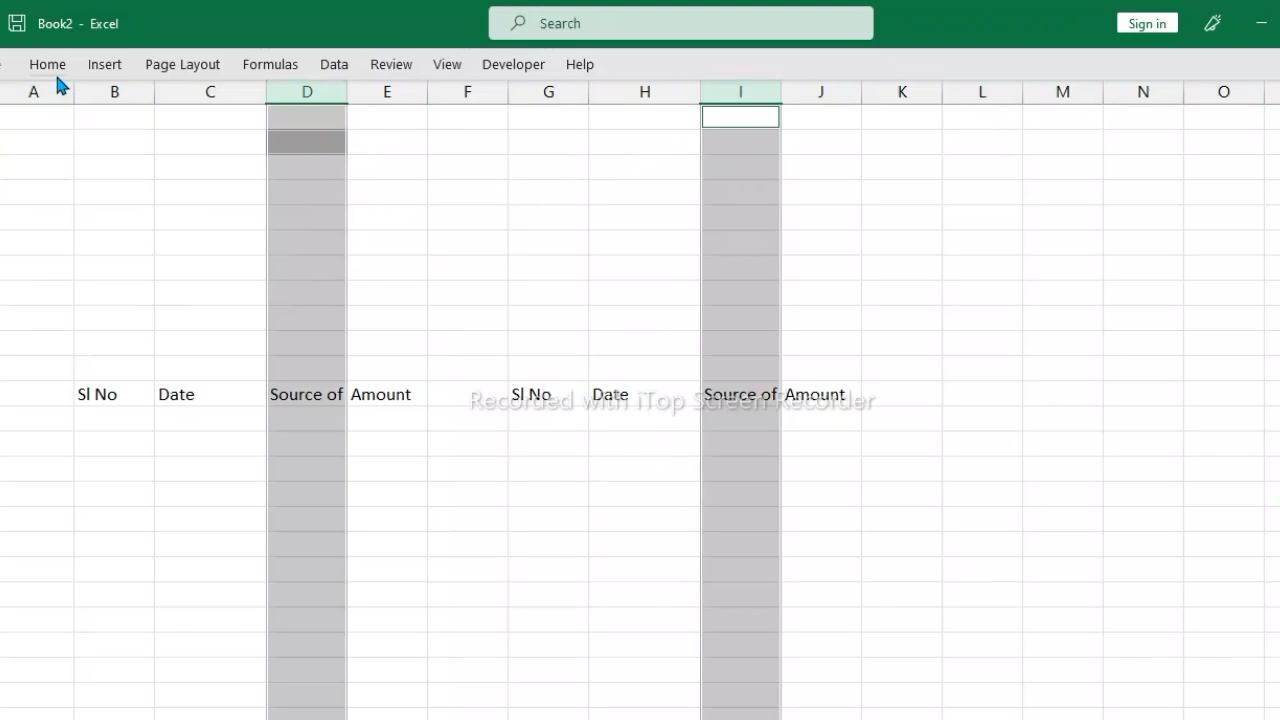 Book2 - Excel
Search
Sign in
Home Insert Page Layout Formulas Data Review View Developer Help
A B C D E F G H I J K L M N O
Sl No Date Source of Amount Sl No Date Source of Amount
Recorded with iTop Screen Recorder